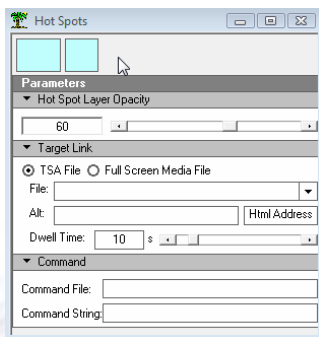 Hot Spots
Parameters
Hot Spot Layer Opacity
60
Target Link
TSA File Full Screen Media File
File:
Alt: Html Address
Dwell Time: 10 s
Command
Command File:
Command String: